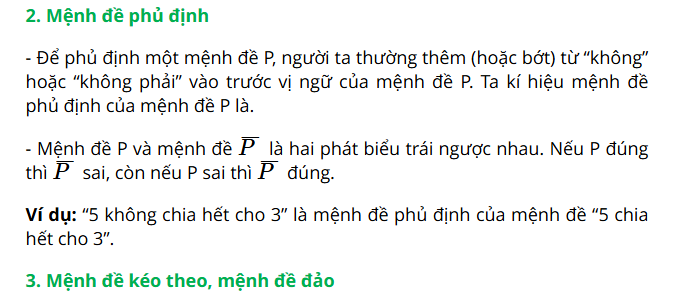 2. Mệnh đề phủ định
- Để phủ định một mệnh đề P, người ta thường thêm (hoặc bớt) từ “không”
hoặc “không phải” vào trước vị ngữ của mệnh đề P. Ta kí hiệu mệnh đề
phủ định của mệnh đề P là.
- Mệnh đề P và mệnh đề P̅ là hai phát biểu trái ngược nhau. Nếu P đúng
thì P̅ sai, còn nếu P sai thì P̅ đúng.
Ví dụ: “5 không chia hết cho 3” là mệnh đề phủ định của mệnh đề “5 chia
hết cho 3”.
3. Mệnh đề kéo theo, mệnh đề đảo